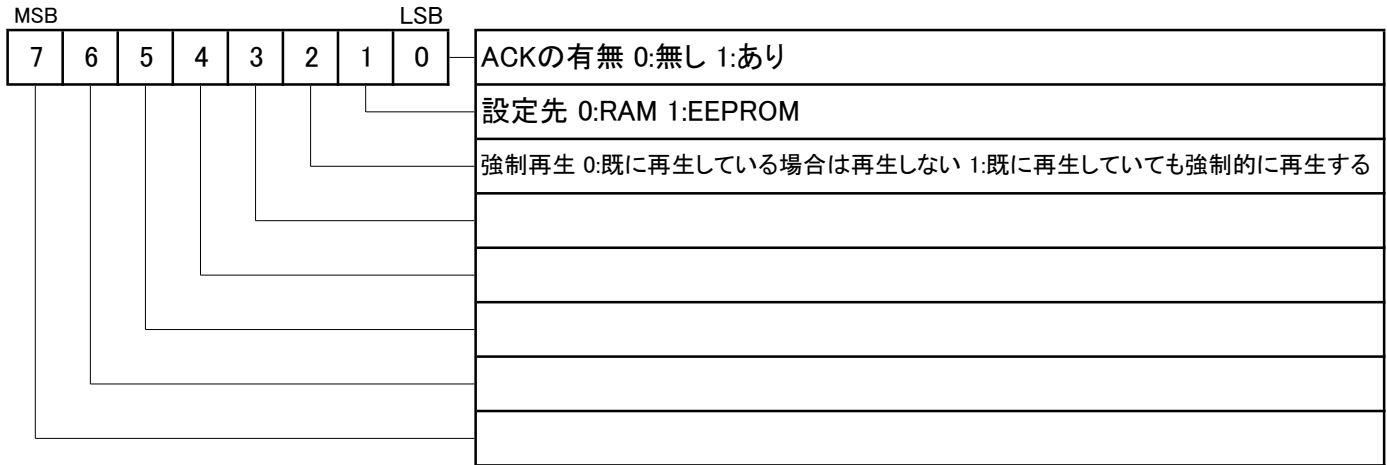 MSB LSB
7 6 5 4 3 2 1 0 ACKの有無 0:無し 1:あり
設定先 0:RAM 1:EEPROM
強制再生 0:既に再生している場合は再生しない 1:既に再生していても強制的に再生する